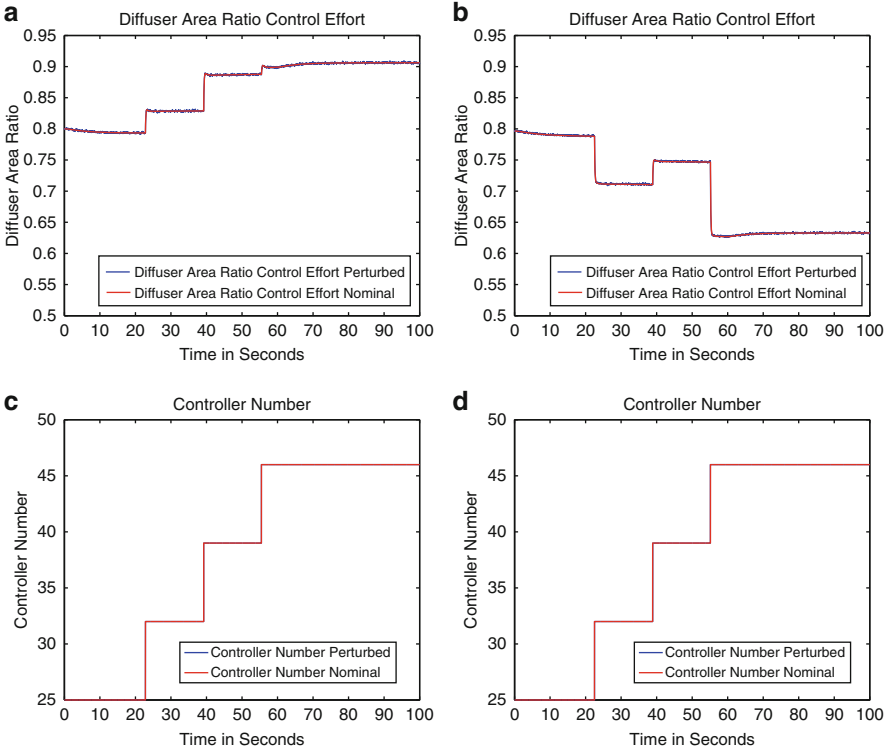 a
Diffuser Area Ratio Control Effort
0.95
0.9
0.85
0.8
0.75
0.7
0.65
0.6
0.55
0.5
Diffuser Area Ratio
Diffuser Area Ratio Control Effort Perturbed
Diffuser Area Ratio Control Effort Nominal
0 10 20 30 40 50 60 70 80 90 100
Time in Seconds
b
Diffuser Area Ratio Control Effort
0.95
0.9
0.85
0.8
0.75
0.7
0.65
0.6
0.55
0.5
Diffuser Area Ratio
Diffuser Area Ratio Control Effort Perturbed
Diffuser Area Ratio Control Effort Nominal
0 10 20 30 40 50 60 70 80 90 100
Time in Seconds
c
Controller Number
50
45
40
35
30
25
Controller Number
Controller Number Perturbed
Controller Number Nominal
0 10 20 30 40 50 60 70 80 90 100
Time in Seconds
d
Controller Number
50
45
40
35
30
25
Controller Number
Controller Number Perturbed
Controller Number Nominal
0 10 20 30 40 50 60 70 80 90 100
Time in Seconds